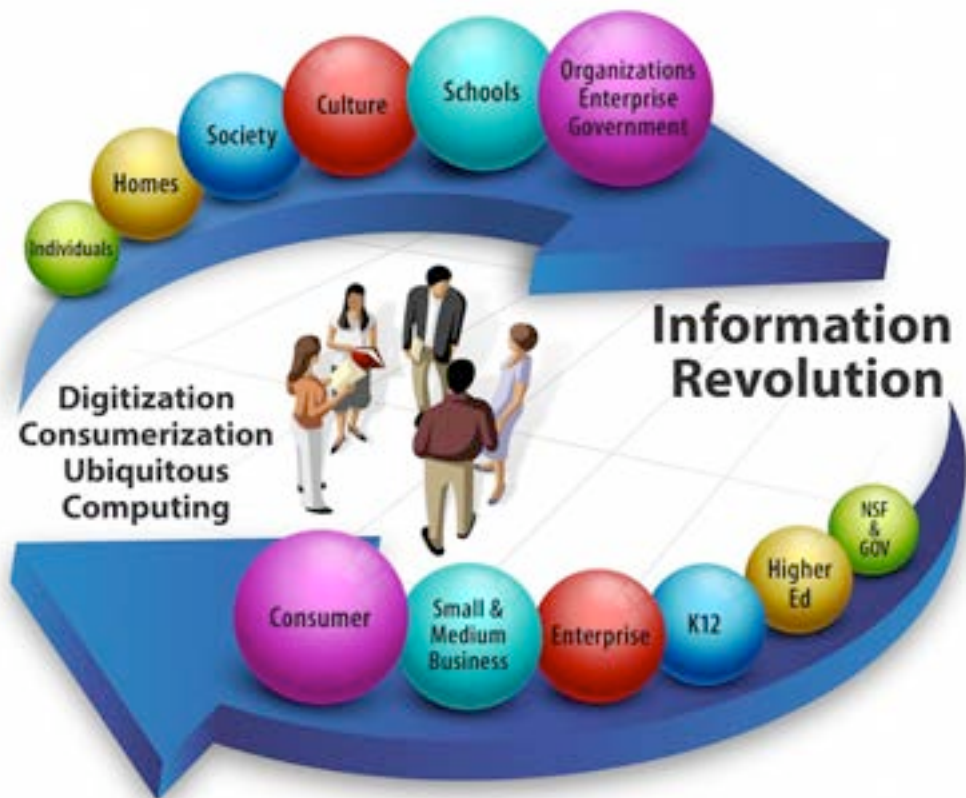 Individuals
Homes
Society
Culture
Schools
Organizations
Enterprise
Government
Information
Revolution
Digitization
Consumerization
Ubiquitous
Computing
Consumer
Small &
Medium
Business
Enterprise
K12
Higher
Ed
NSF
&
GOV